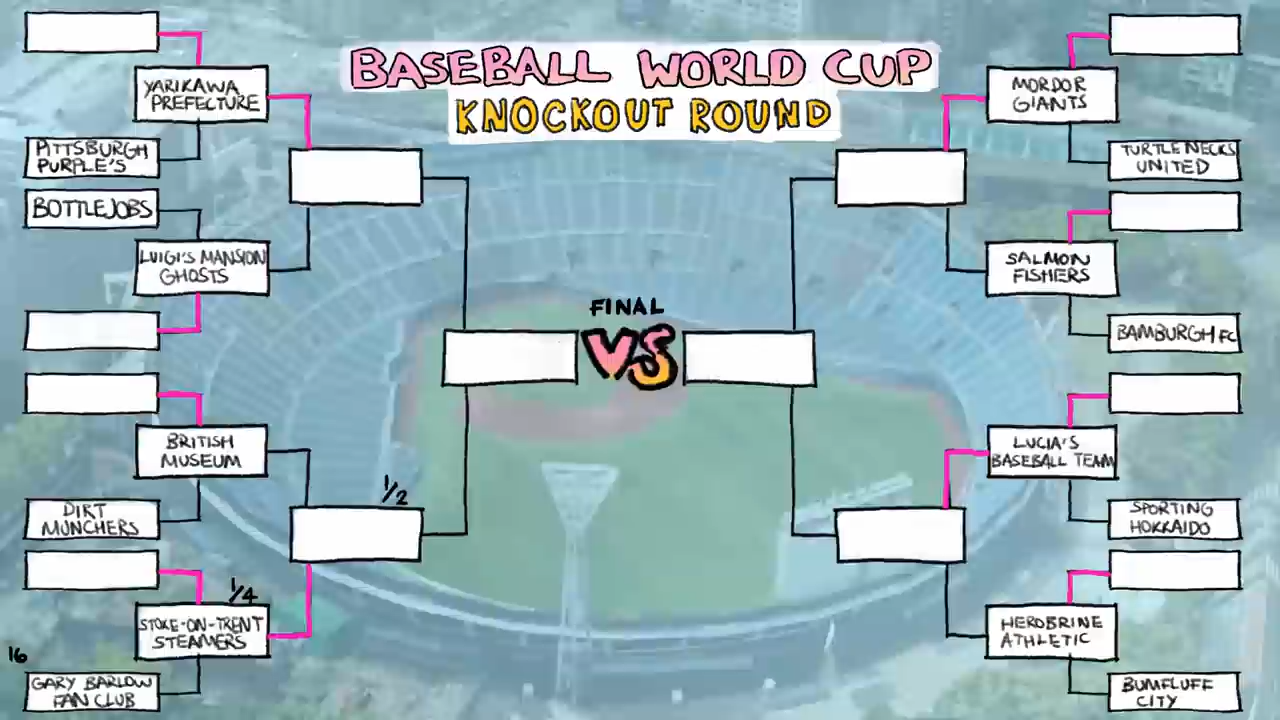 BASEBALL WORLD CUP
KNOCKOUT ROUND
YARIKAWA
PREFECTURE
PITTSBURGH
PURPLE'S
BOTTLEJOBS
LUIGI'S MANSION
GHOSTS
BRITISH
MUSEUM
DIRT
MUNCHERS
1/2
1/4
STOKE-ON-TRENT
STEAMERS
16
GARY BARLOW
FAN CLUB
FINAL
VS
MORDOR
GIANTS
TURTLENECKS
UNITED
SALMON
FISHERS
BAMBURGH FC
LUCIA'S
BASEBALL TEAM
SPORTING
HOKKAIDO
HEROBRINE
ATHLETIC
BUMFLUFF
CITY